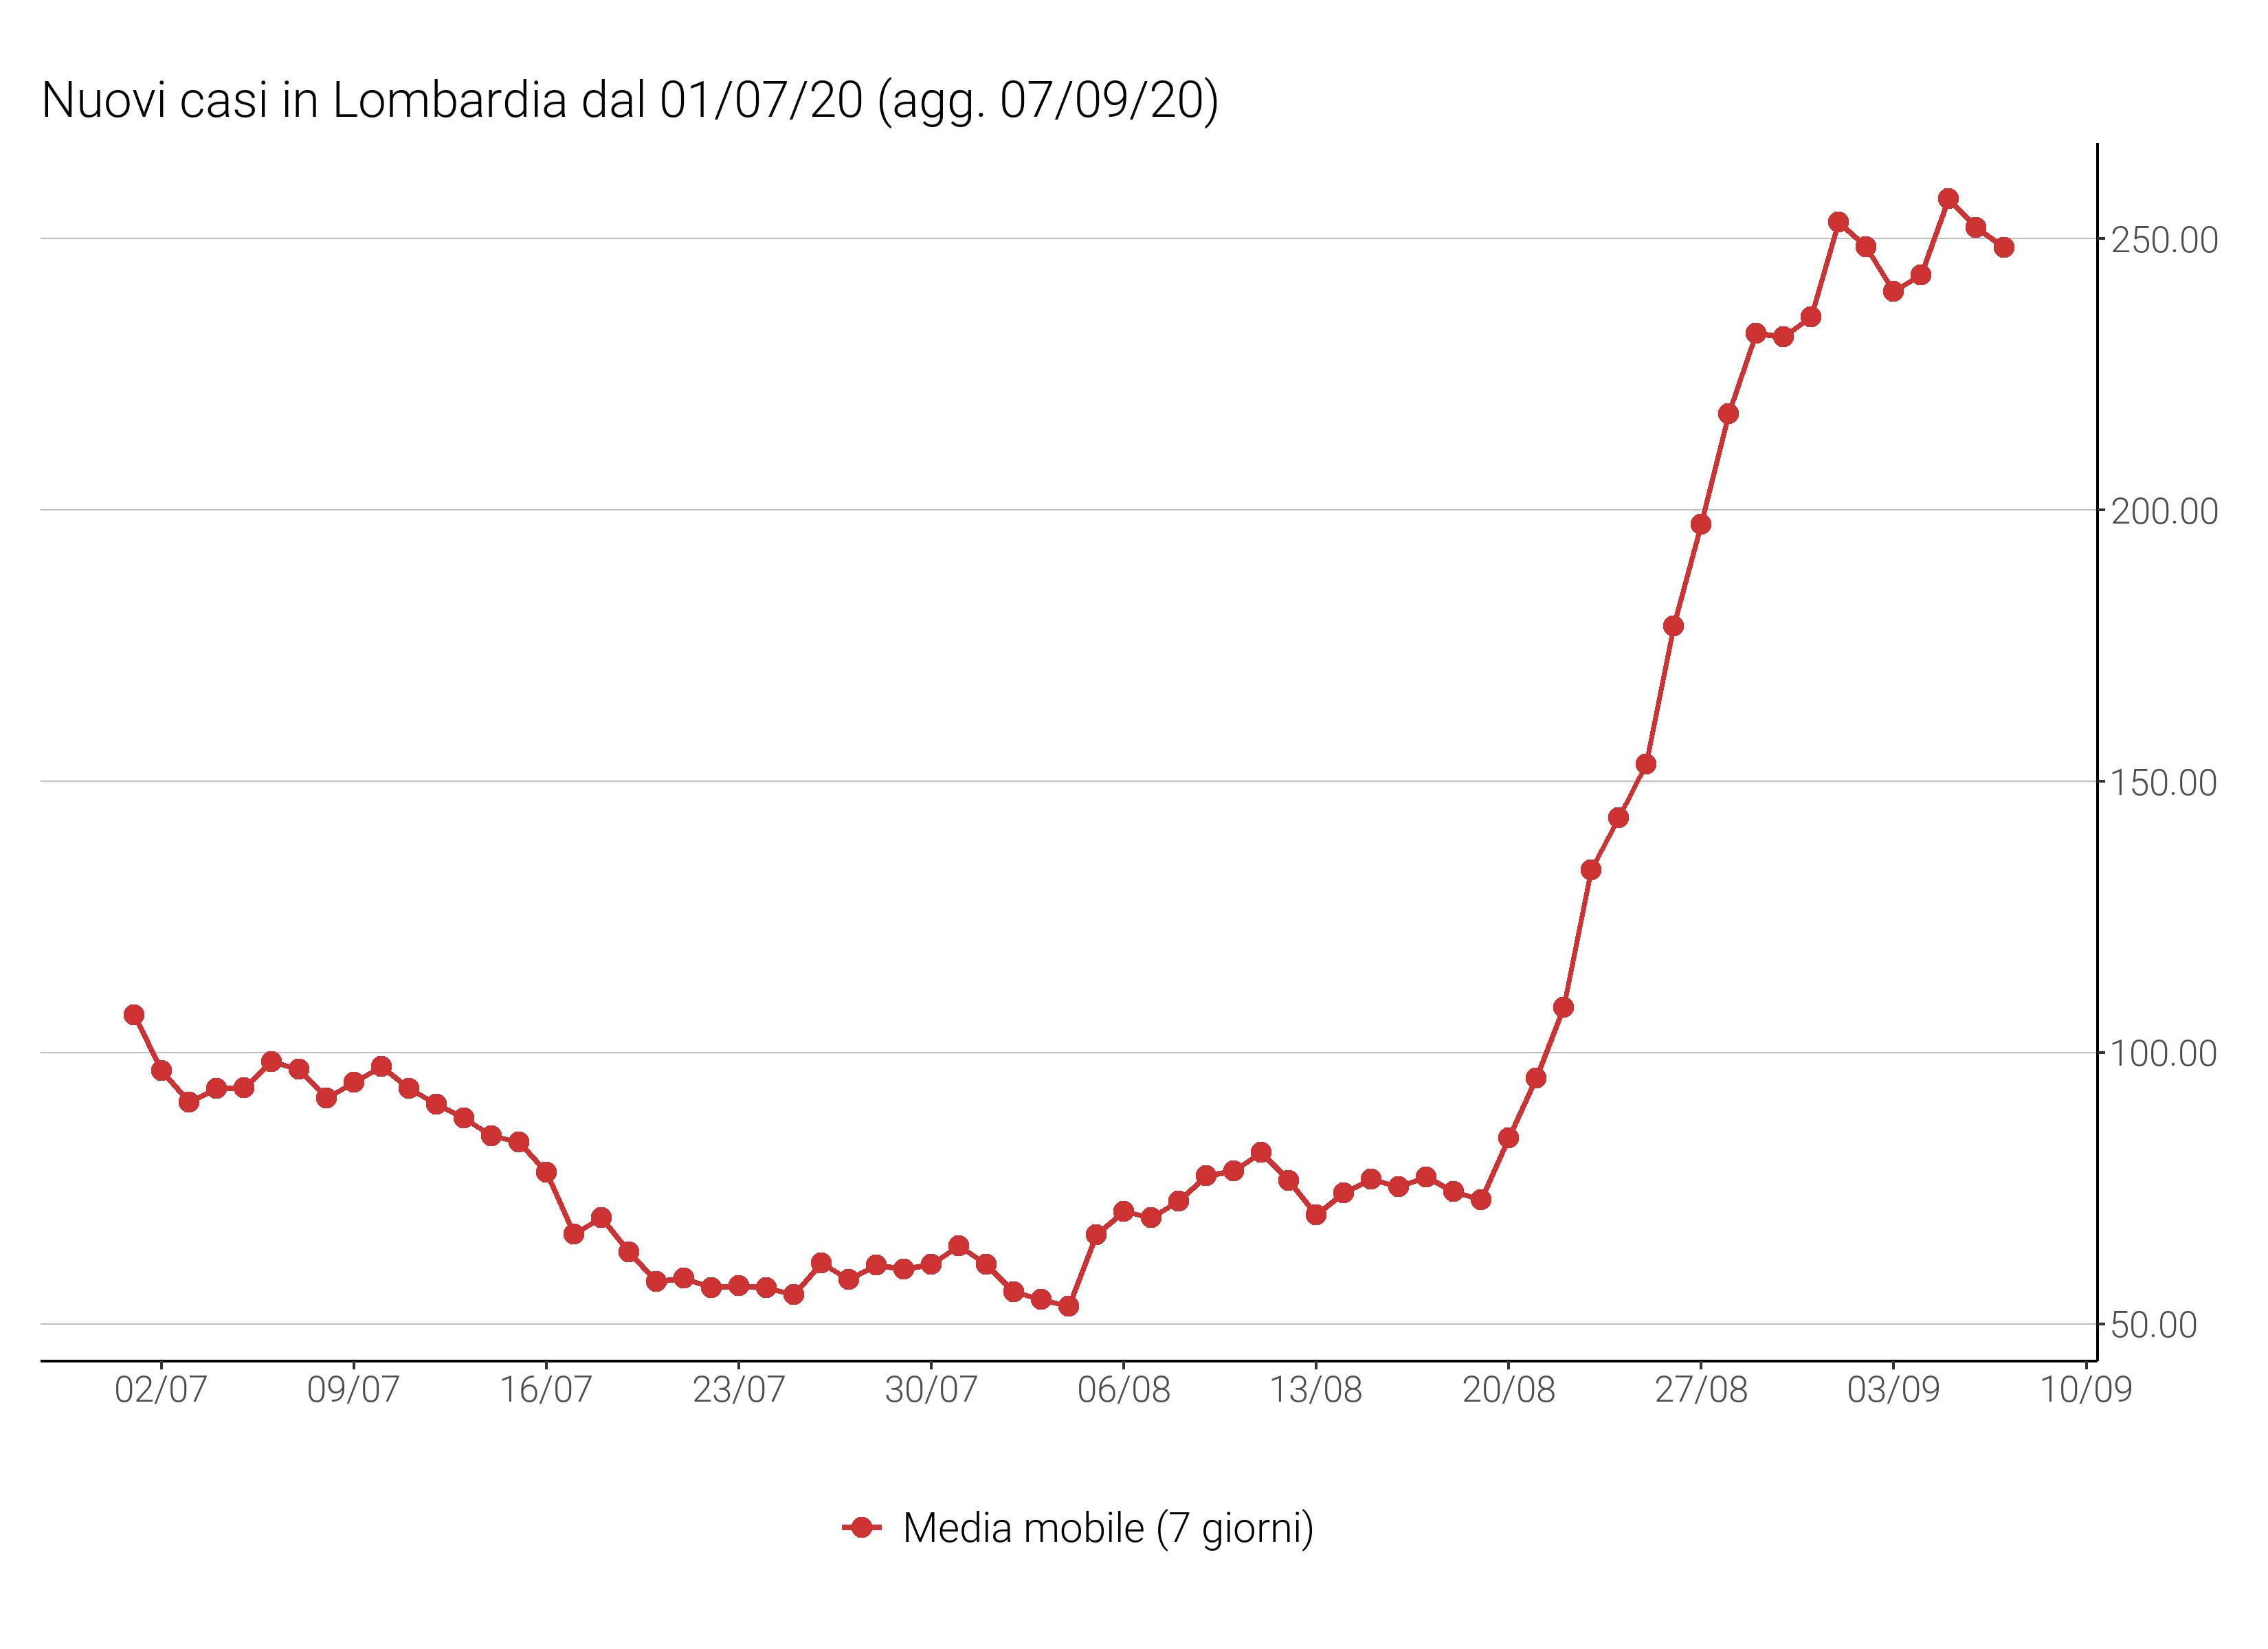 Nuovi casi in Lombardia dal 01/07/20 (agg. 07/09/20)
250.00
200.00
150.00
100.00
50.00
02/07 09/07 16/07 23/07 30/07 06/08 13/08 20/08 27/08 03/09 10/09
Media mobile (7 giorni)